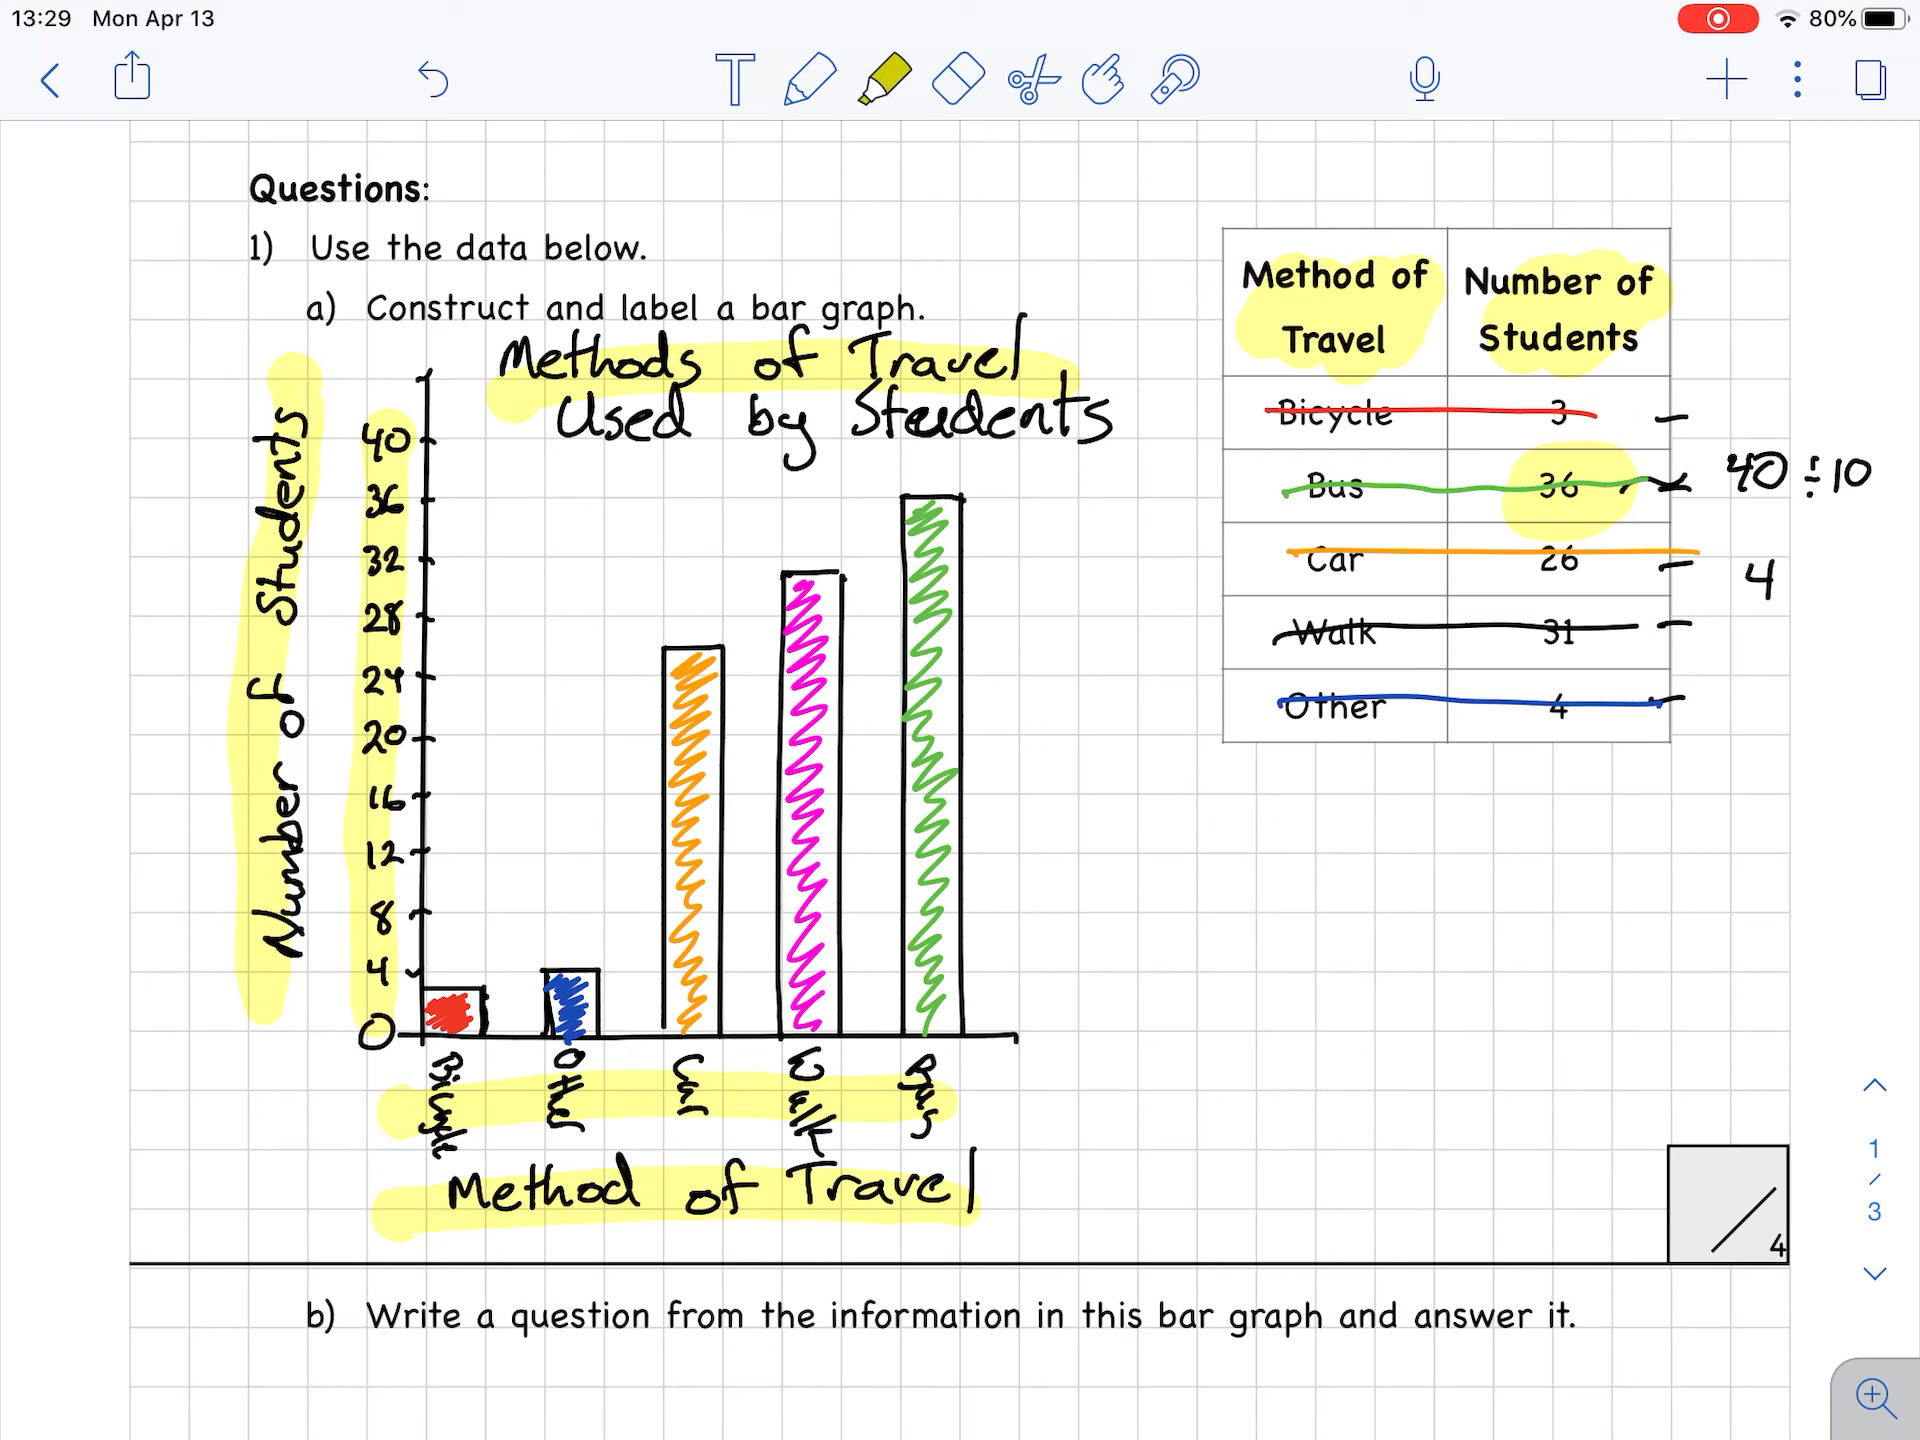 13:29 Mon Apr 13
80%
Questions:
1) Use the data below.
a) Construct and label a bar graph.
Methods of Travel
Used by Students
Number of Students
40
36
32
28
24
20
16
12
8
4
0
Bicycle Other Car Walk Bus
Method of Travel
Method of Travel Number of Students
Bicycle 3
Bus 36
Car 26
Walk 31
Other 4
40 ÷ 10
4
4
1
/
3
b) Write a question from the information in this bar graph and answer it.